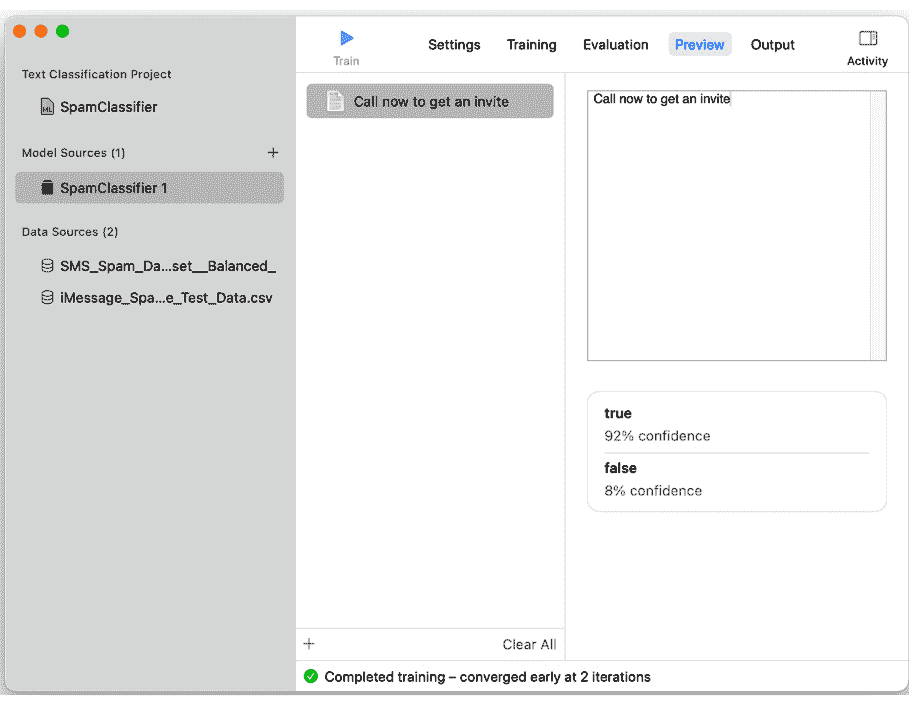 Train
Settings
Training
Evaluation
Preview
Output
Activity
Text Classification Project
ML SpamClassifier
Model Sources (1) +
SpamClassifier 1
Data Sources (2)
SMS_Spam_Da...set__Balanced_
iMessage_Spa...e_Test_Data.csv
Call now to get an invite
Call now to get an invite
true
92% confidence
false
8% confidence
+ Clear All
Completed training – converged early at 2 iterations